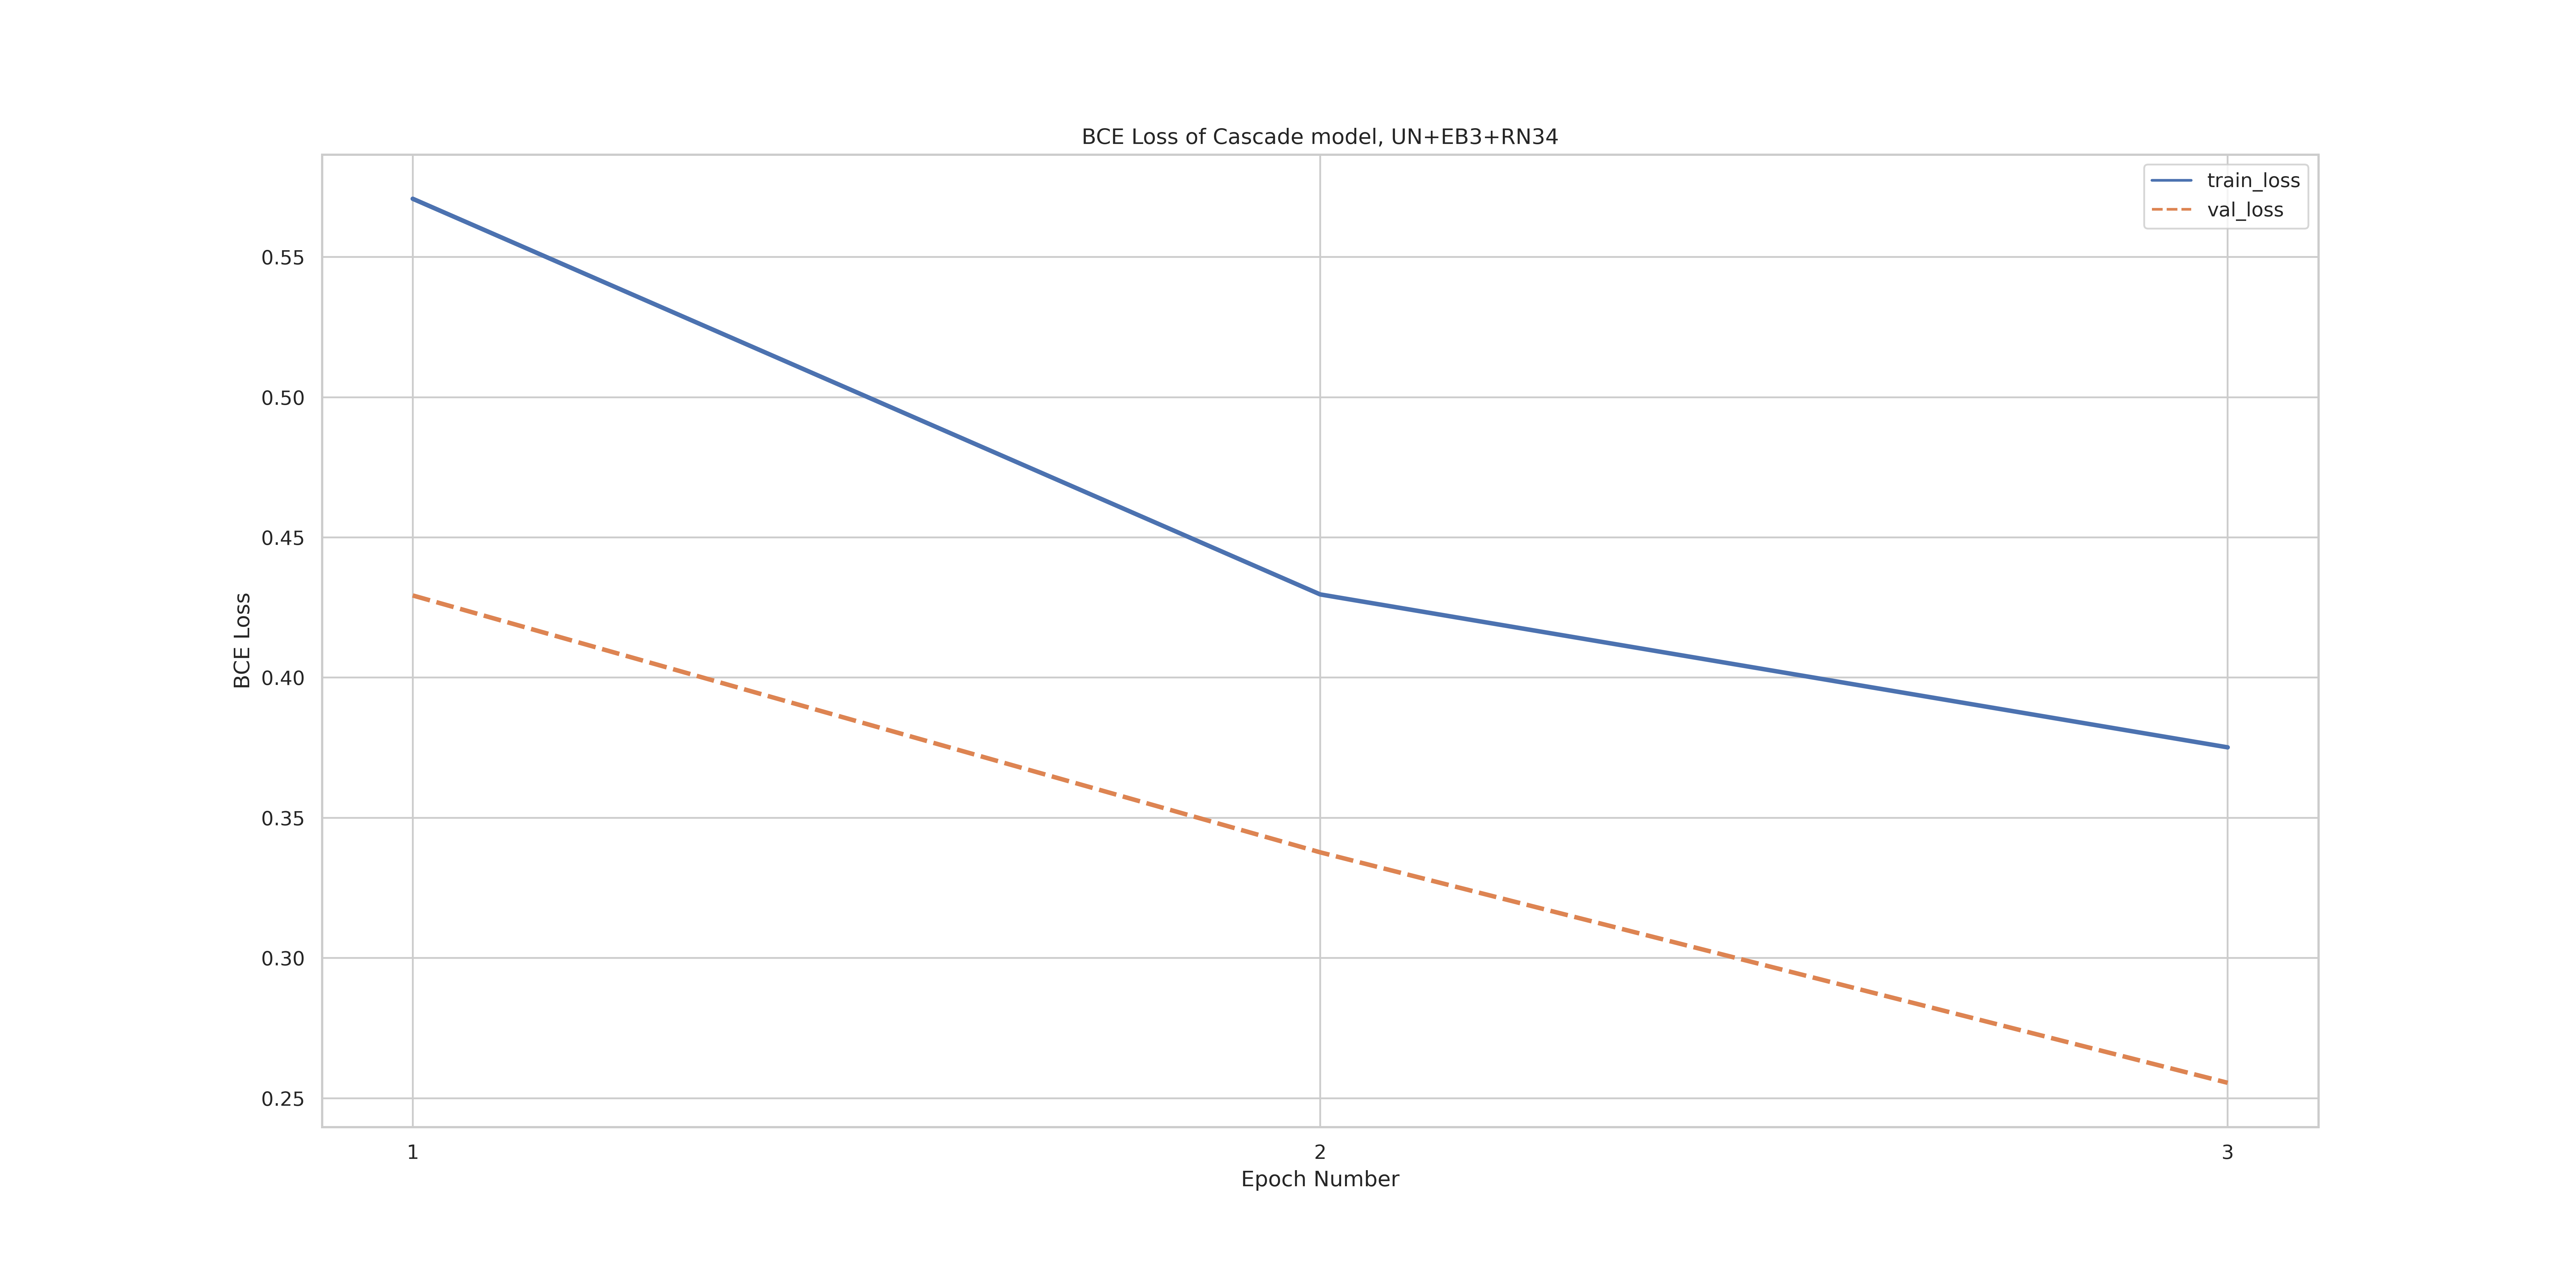 BCE Loss of Cascade model, UN+EB3+RN34
train_loss
val_loss
0.55
0.50
0.45
0.40
0.35
0.30
0.25
BCE Loss
1 2 3
Epoch Number